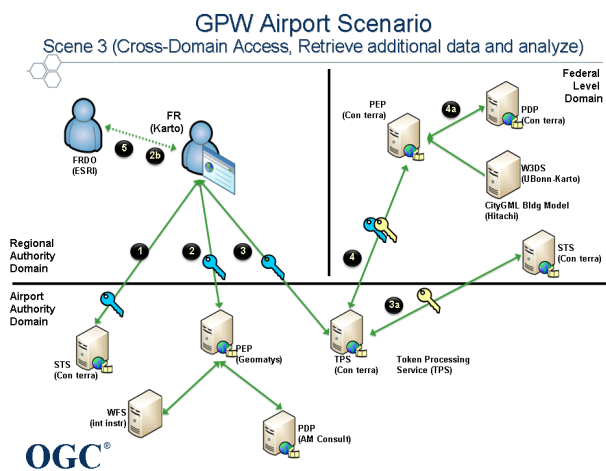 GPW Airport Scenario
Scene 3 (Cross-Domain Access, Retrieve additional data and analyze)
Federal
Level
Domain
FR
(Karto)
FRDO
(ESRI)
5
2b
PEP
(Con terra)
4a
PDP
(Con terra)
W3DS
(UBonn-Karto)
CityGML Bldg Model
(Hitachi)
Regional
Authority
Domain
1
2
3
4
STS
(Con terra)
Airport
Authority
Domain
3a
STS
(Con terra)
PEP
(Geomatys)
TPS
(Con terra)
Token Processing
Service (TPS)
WFS
(int instr)
PDP
(AM Consult)
OGC®